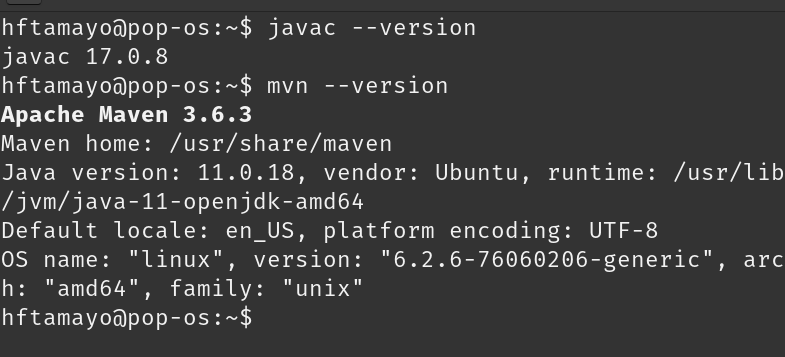 hftamayo@pop-os:~$ javac --version
javac 17.0.8
hftamayo@pop-os:~$ mvn --version
Apache Maven 3.6.3
Maven home: /usr/share/maven
Java version: 11.0.18, vendor: Ubuntu, runtime: /usr/lib
/jvm/java-11-openjdk-amd64
Default locale: en_US, platform encoding: UTF-8
OS name: "linux", version: "6.2.6-76060206-generic", arc
h: "amd64", family: "unix"
hftamayo@pop-os:~$